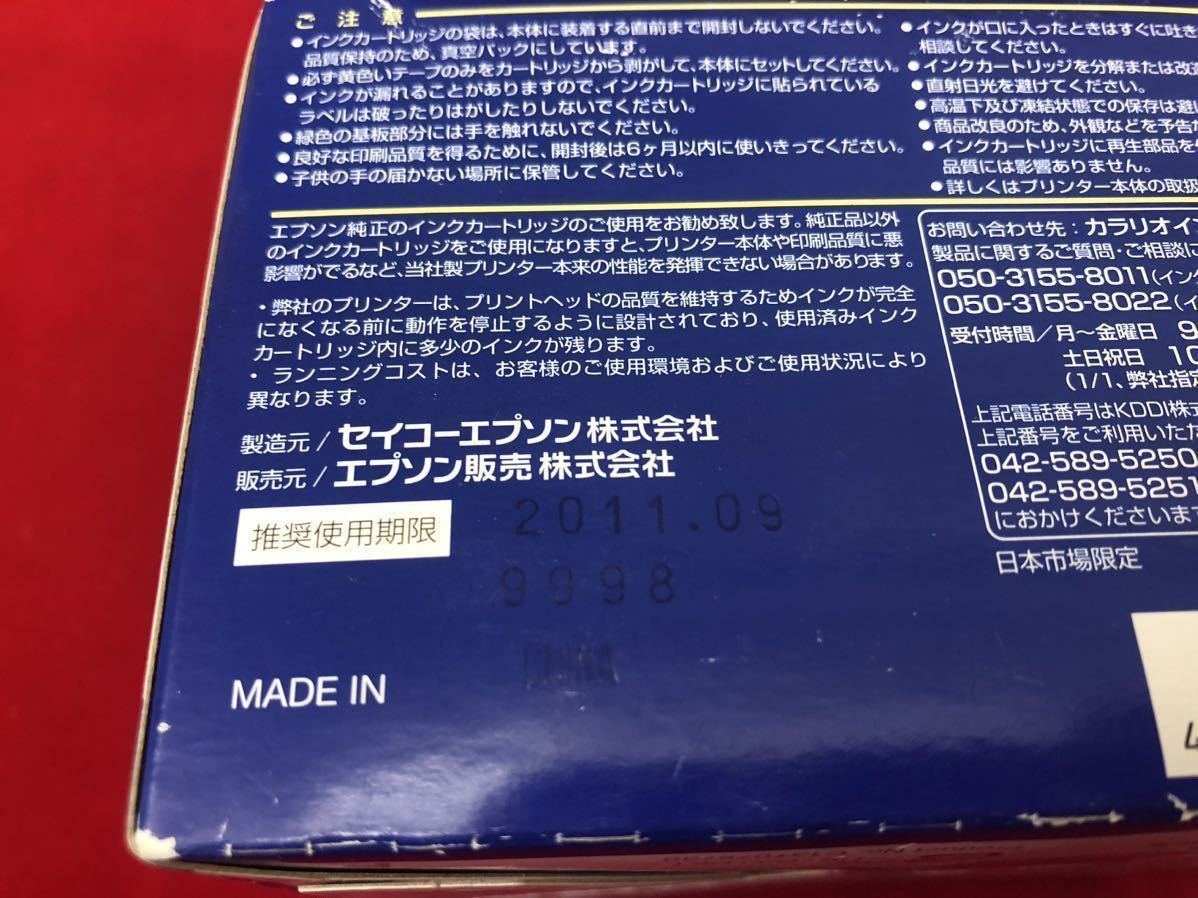 ご注意
●インクカートリッジの袋は、本体に装着する直前まで開封しないでください。
品質保持のため、真空パックにしています。
●必ず黄色いテープのみをカートリッジから剥がして、本体にセットしてください。
●インクが漏れることがありますので、インクカートリッジに貼られている
ラベルは破ったりはがしたりしないでください。
●緑色の基板部分には手を触れないでください。
●良好な印刷品質を得るために、開封後は6ヶ月以内に使いきってください。
●子供の手の届かない場所に保管してください。
●インクが口に入ったときはすぐに吐き
相談してください。
●インクカートリッジを分解または改造
●直射日光を避けてください。
●高温下及び凍結状態での保存は避け
●商品改良のため、外観などを予告
●インクカートリッジに再生部品を
品質には影響ありません。
●詳しくはプリンター本体の取扱
エプソン純正のインクカートリッジのご使用をお勧め致します。純正品以外
のインクカートリッジをご使用になりますと、プリンター本体や印刷品質に悪
影響がでるなど、当社製プリンター本来の性能を発揮できない場合があります。
・弊社のプリンターは、プリントヘッドの品質を維持するためインクが完全
になくなる前に動作を停止するように設計されており、使用済みインク
カートリッジ内に多少のインクが残ります。
・ランニングコストは、お客様のご使用環境およびご使用状況により
異なります。
製造元 / セイコーエプソン株式会社
販売元 / エプソン販売株式会社
推奨使用期限
2011.09
9998
CHINA
MADE IN
お問い合わせ先：カラリオイ
製品に関するご質問・ご相談に
050-3155-8011(イン
050-3155-8022(イ
受付時間／月〜金曜日 9
土日祝日 10
(1/1、弊社指定
上記電話番号はKDDI株式
上記番号をご利用いただ
042-589-5250
042-589-5251
におかけくださいま
日本市場限定